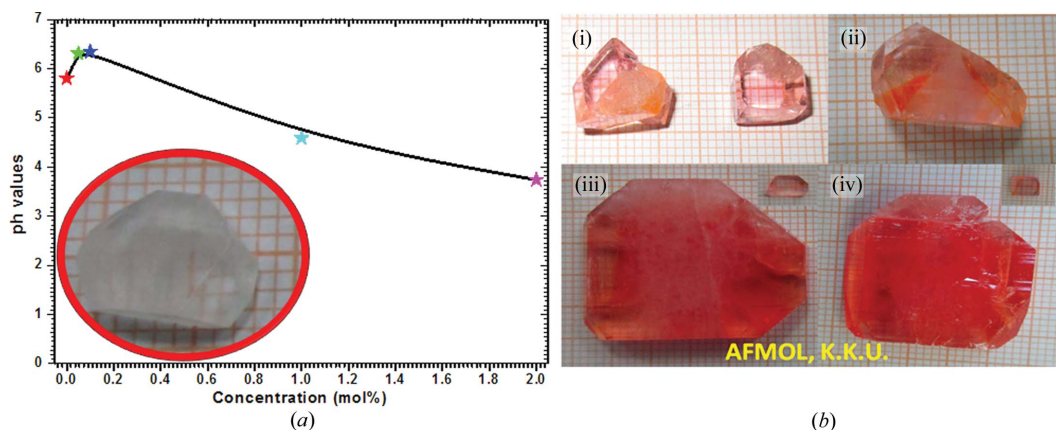 7
6
5
4
3
2
1
0
ph values
0.0 0.2 0.4 0.6 0.8 1.0 1.2 1.4 1.6 1.8 2.0
Concentration (mol%)
(a)
(i)
(ii)
(iii)
(iv)
AFMOL, K.K.U.
(b)